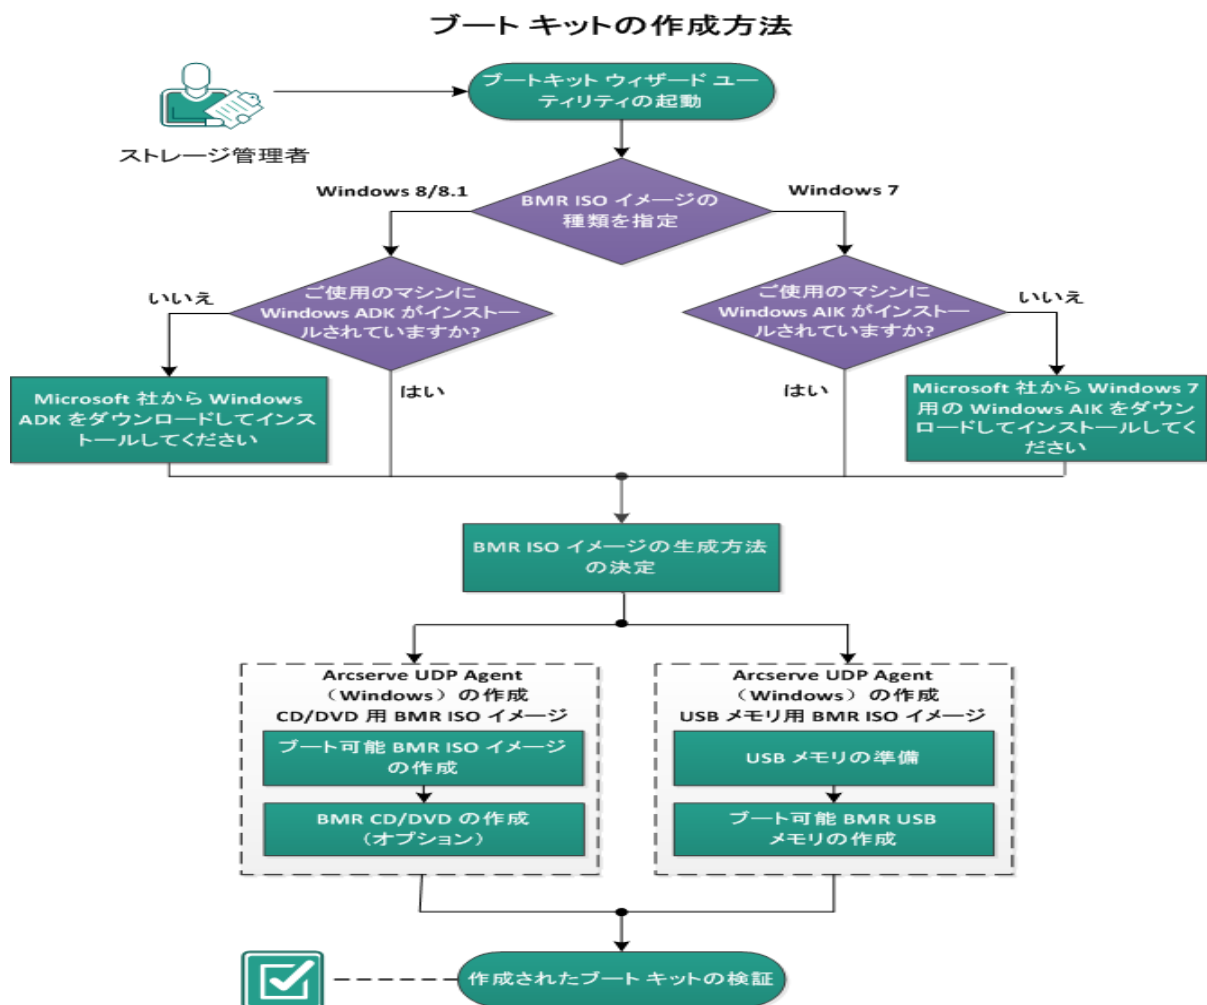 ブート キットの作成方法
ブートキット ウィザード ユー
ティリティの起動
ストレージ管理者
Windows 8/8.1
Windows 7
BMR ISO イメージの
種類を指定
いいえ
ご使用のマシンに
Windows ADK がインストー
ルされていますか?
ご使用のマシンに
Windows AIK がインストー
ルされていますか?
いいえ
はい
はい
Microsoft 社から Windows
ADK をダウンロードしてインス
トールしてください
Microsoft 社から Windows 7
用の Windows AIK をダウン
ロードしてインストールしてく
ださい
BMR ISO イメージの生成方法
の決定
Arcserve UDP Agent
（Windows）の作成
CD/DVD 用 BMR ISO イメージ
ブート可能 BMR ISO イメージ
の作成
BMR CD/DVD の作成
（オプション）
Arcserve UDP Agent
（Windows）の作成
USB メモリ用 BMR ISO イメージ
USB メモリの準備
ブート可能 BMR USB
メモリの作成
作成されたブート キットの検証